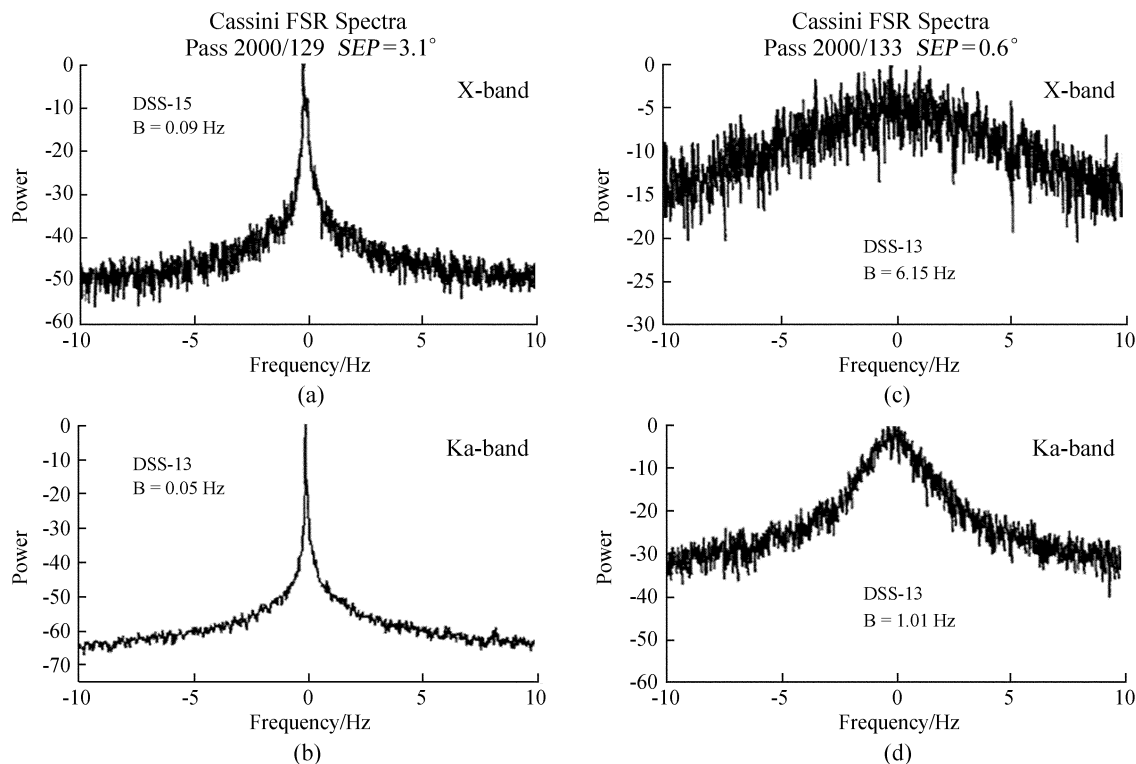 Cassini FSR Spectra
Pass 2000/129 SEP=3.1°
0
-10
-20
-30
-40
-50
-60
Power
DSS-15
B = 0.09 Hz
X-band
-10
-5
0
5
10
Frequency/Hz
(a)
0
-10
-20
-30
-40
-50
-60
-70
Power
DSS-13
B = 0.05 Hz
Ka-band
-10
-5
0
5
10
Frequency/Hz
(b)
Cassini FSR Spectra
Pass 2000/133 SEP=0.6°
0
-5
-10
-15
-20
-25
-30
Power
X-band
DSS-13
B = 6.15 Hz
-10
-5
0
5
10
Frequency/Hz
(c)
0
-10
-20
-30
-40
-50
-60
Power
Ka-band
DSS-13
B = 1.01 Hz
-10
-5
0
5
10
Frequency/Hz
(d)